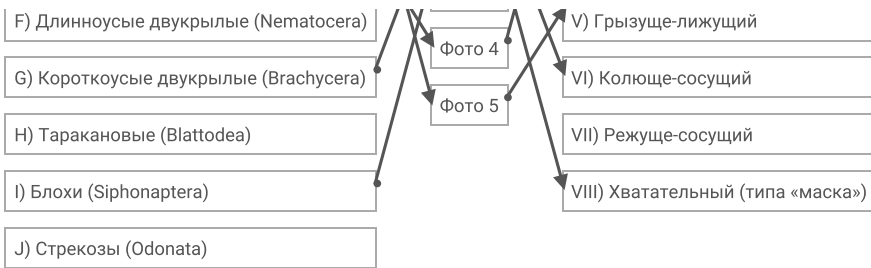 F) Длинноусые двукрылые (Nematocera)
G) Короткоусые двукрылые (Brachycera)
H) Таракановые (Blattodea)
I) Блохи (Siphonaptera)
J) Стрекозы (Odonata)
Фото 4
Фото 5
V) Грызуще-лижущий
VI) Колюще-сосущий
VII) Режуще-сосущий
VIII) Хватательный (типа «маска»)